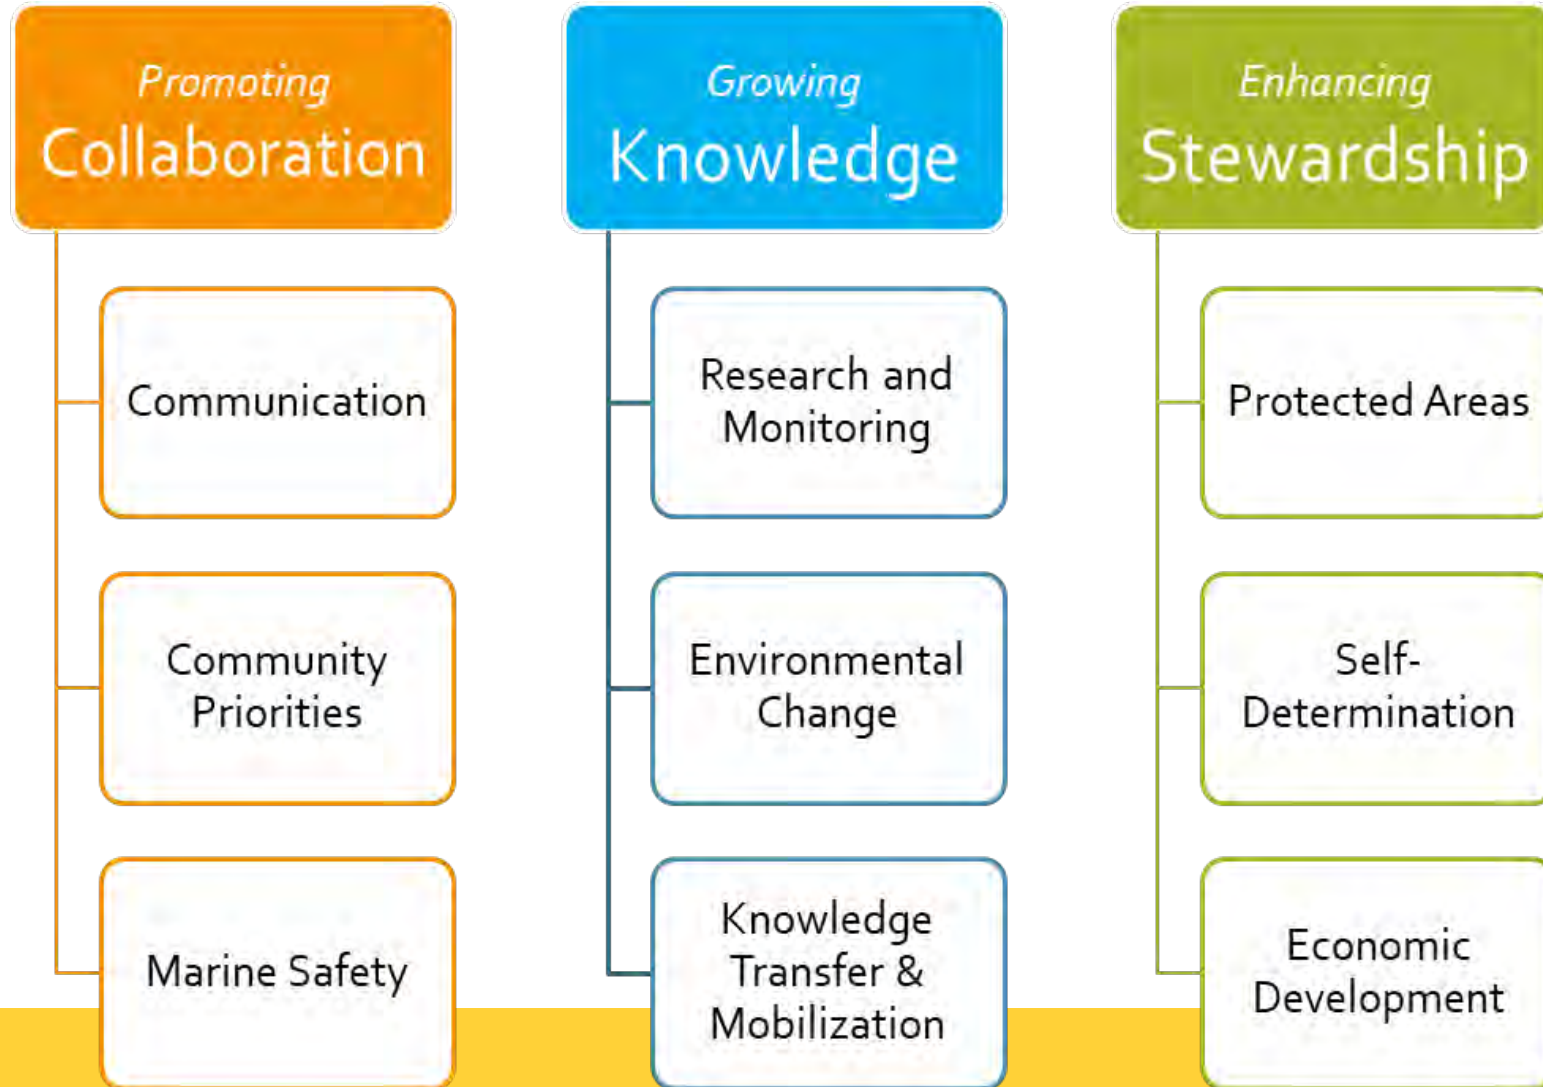 Promoting
Collaboration
Communication
Community
Priorities
Marine Safety
Growing
Knowledge
Research and
Monitoring
Environmental
Change
Knowledge
Transfer &
Mobilization
Enhancing
Stewardship
Protected Areas
Self-
Determination
Economic
Development